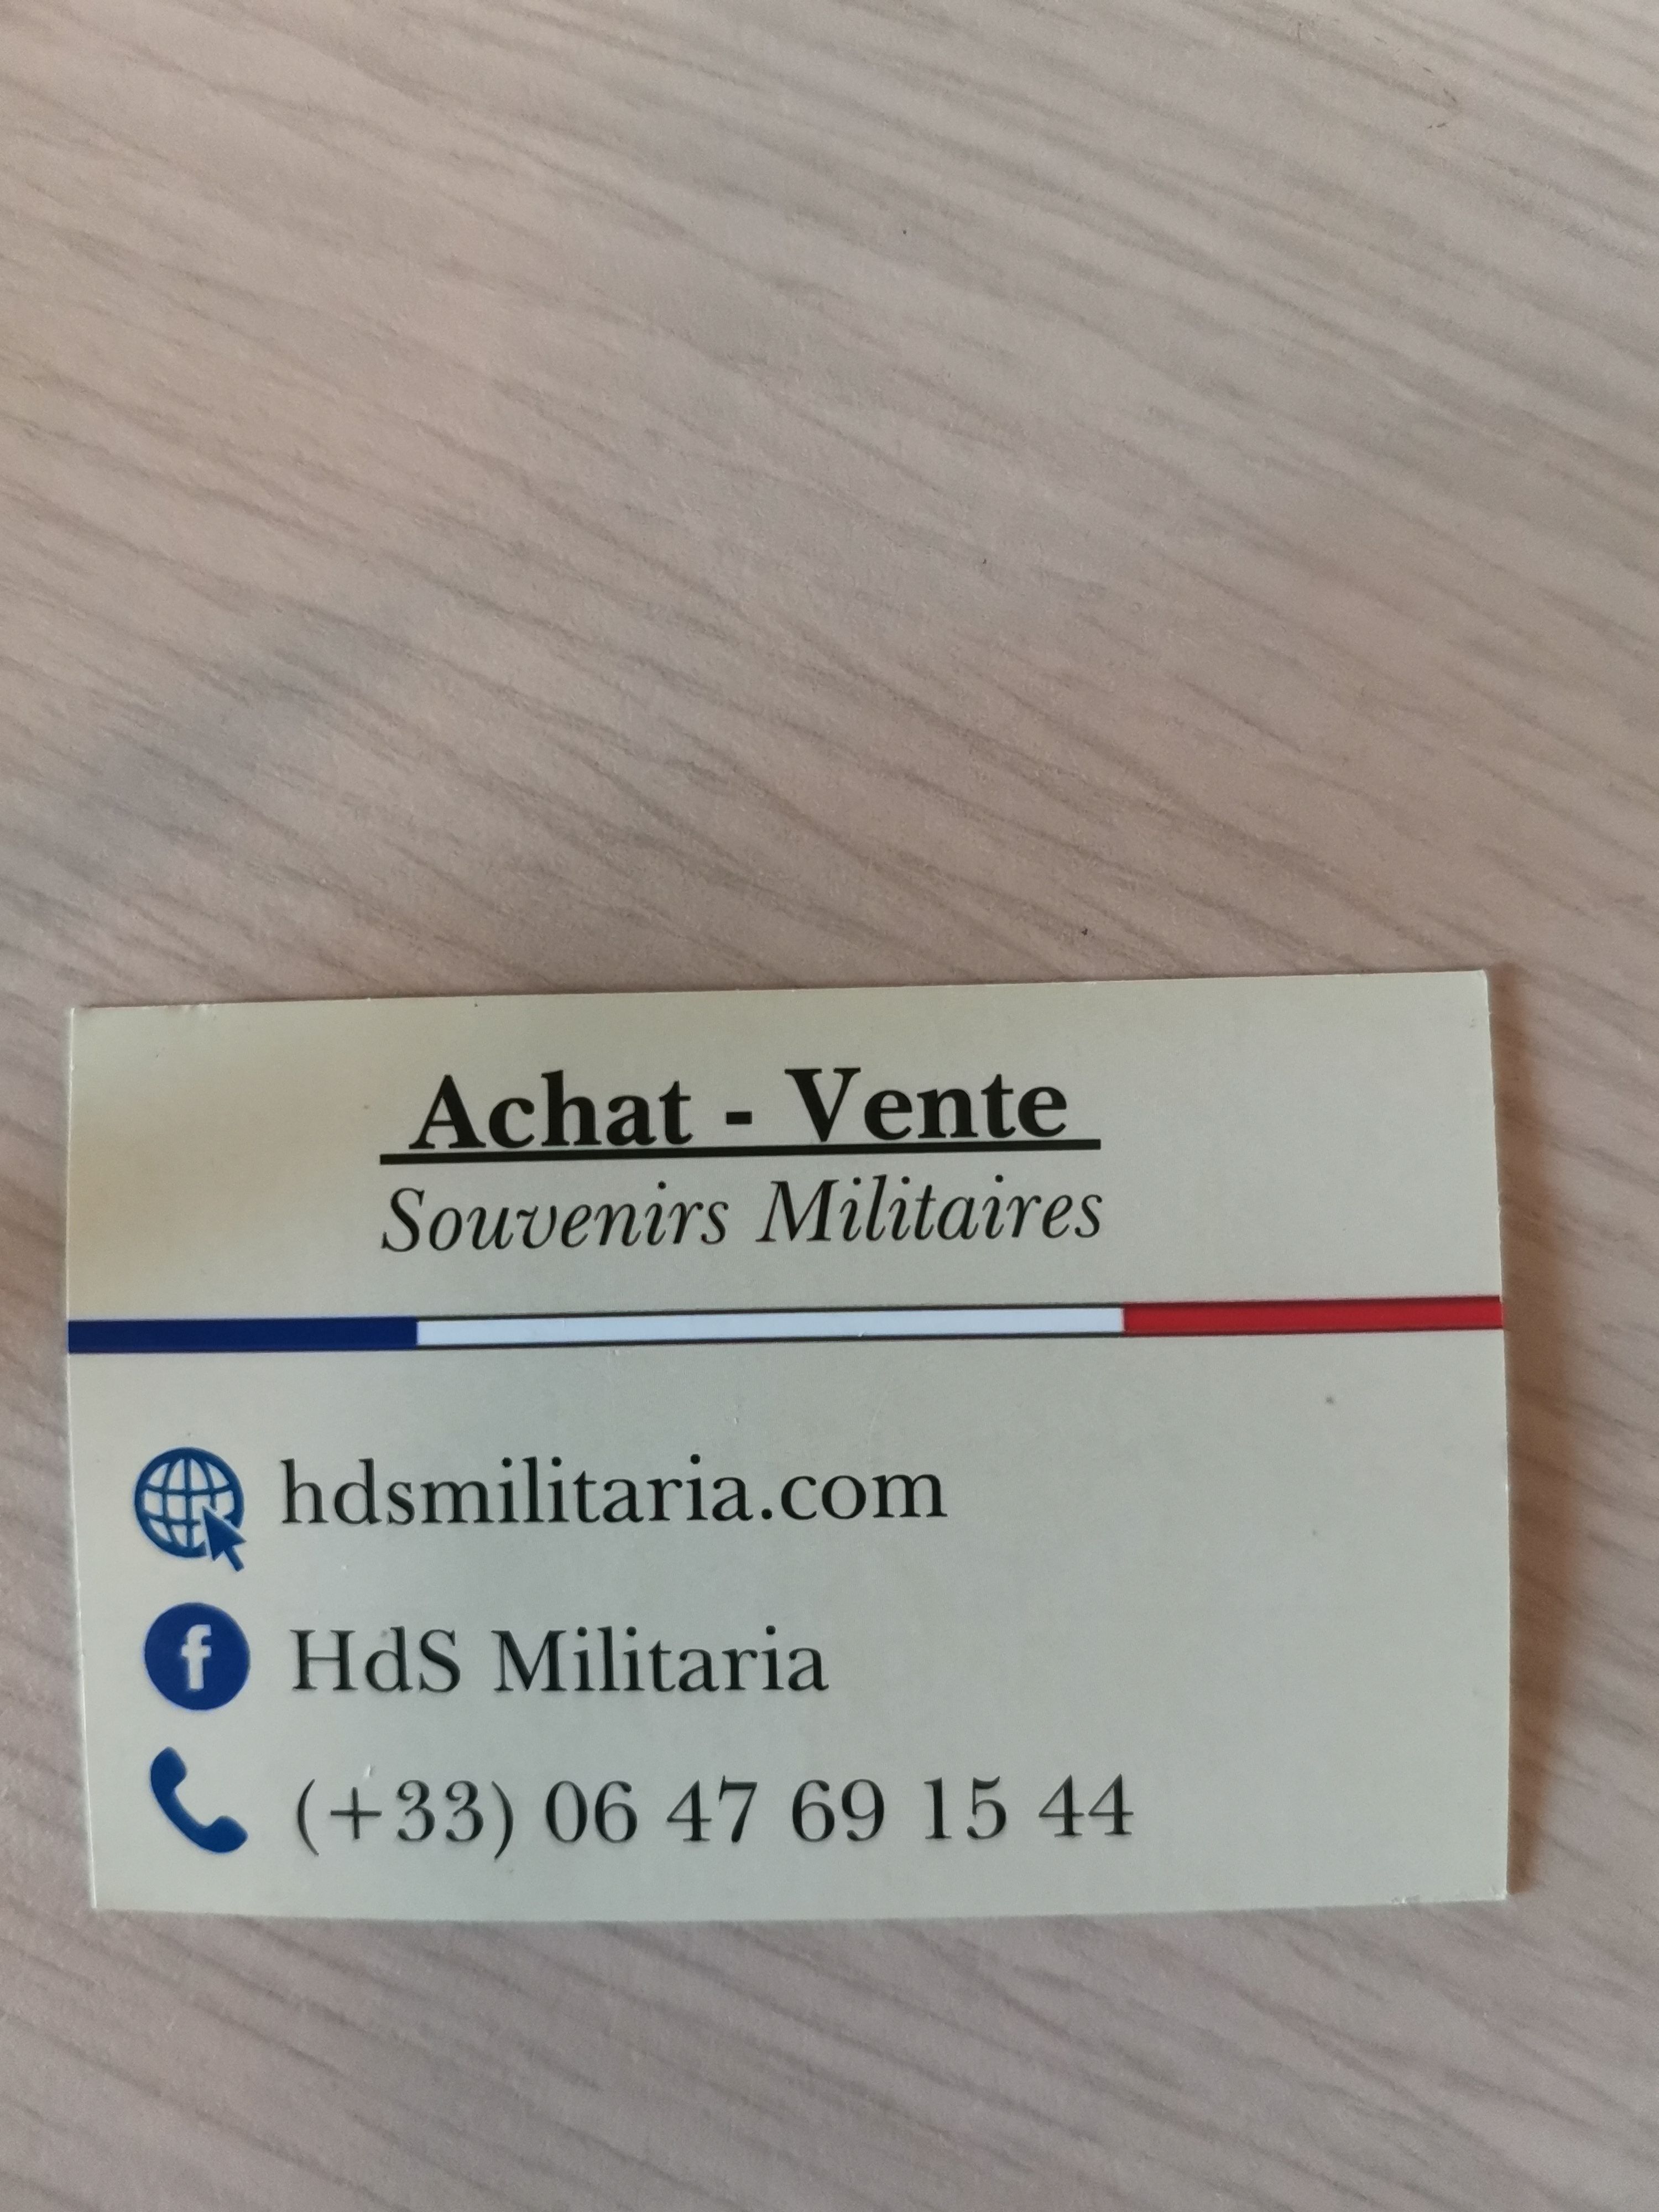 Achat - Vente
Souvenirs Militaires
hdsmilitaria.com
f HdS Militaria
(+33) 06 47 69 15 44